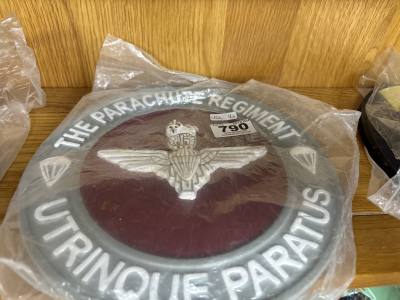 THE PARACHUTE REGIMENT
790
UTRINQUE PARATUS